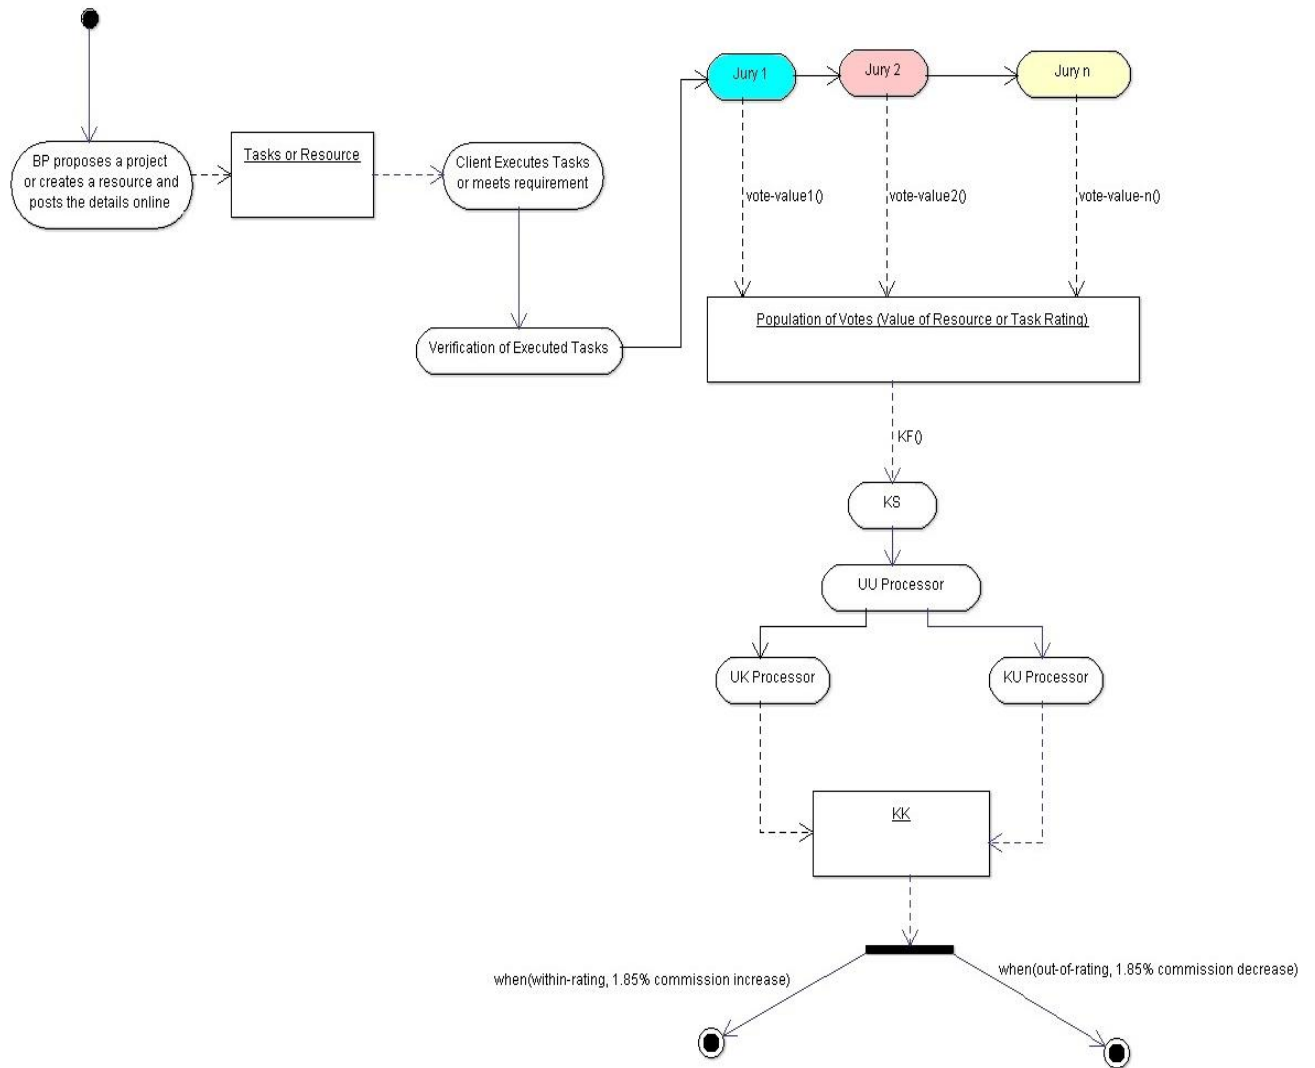 BP proposes a project
or creates a resource and
posts the details online
Tasks or Resource
Client Executes Tasks
or meets requirement
Verification of Executed Tasks
Jury 1
Jury 2
Jury n
vote-value1()
vote-value2()
vote-value-n()
Population of Votes (Value of Resource or Task Rating)
KF()
KS
UU Processor
UK Processor
KU Processor
KK
when(within-rating, 1.85% commission increase)
when(out-of-rating, 1.85% commission decrease)